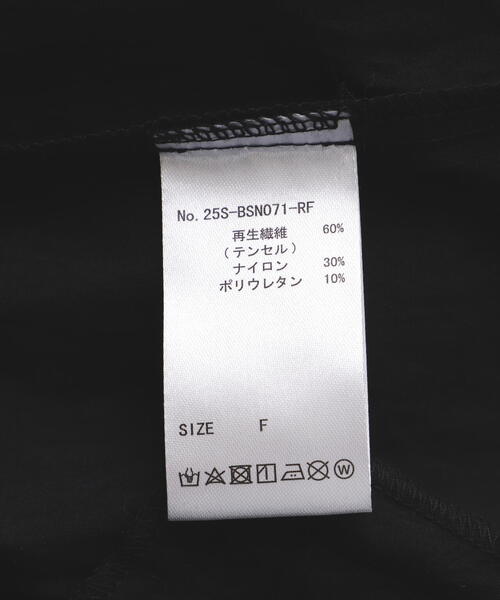 No. 25S-BSN071-RF
再生繊維 60%
(テンセル)
ナイロン 30%
ポリウレタン 10%
SIZE F
W